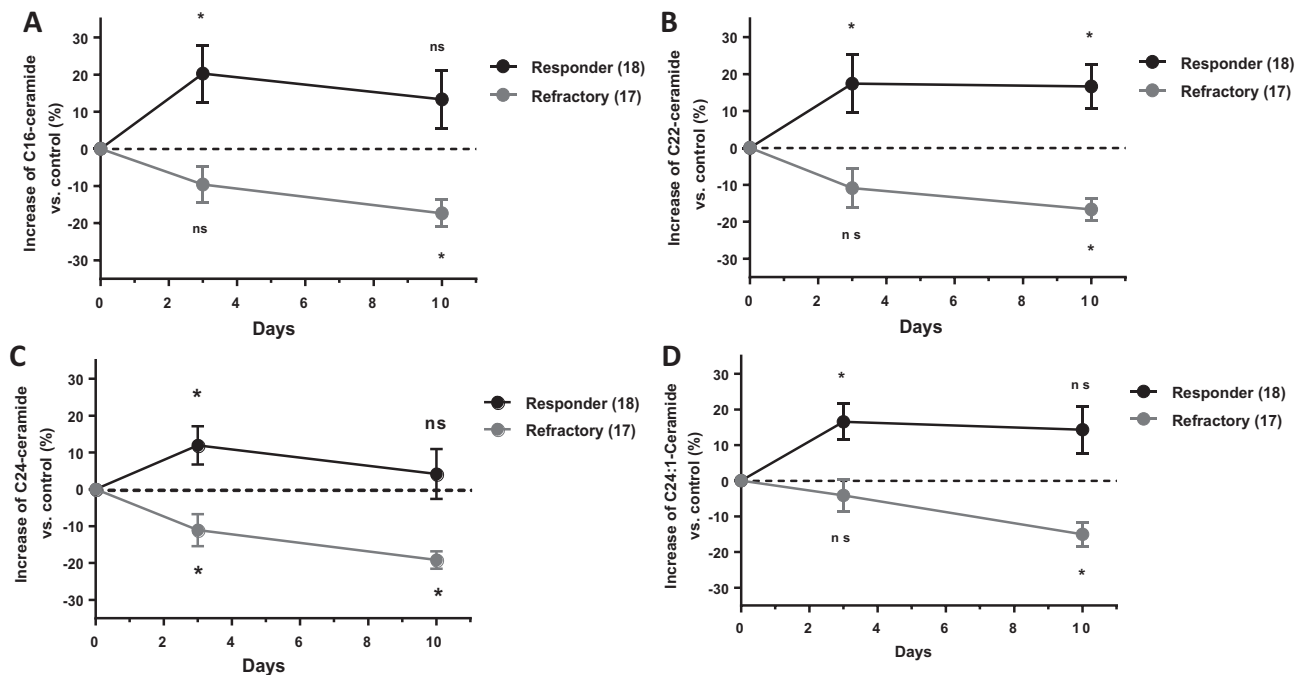 A
Increase of C16-ceramide
vs. control (%)
30
20
10
0
-10
-20
-30
*
ns
ns
*
0 2 4 6 8 10
Days
Responder (18)
Refractory (17)
B
Increase of C22-ceramide
vs. control (%)
30
20
10
0
-10
-20
-30
*
*
n s
*
0 2 4 6 8 10
Days
Responder (18)
Refractory (17)
C
Increase of C24-ceramide
vs. control (%)
30
20
10
0
-10
-20
-30
*
ns
*
*
0 2 4 6 8 10
Days
Responder (18)
Refractory (17)
D
Increase of C24:1-Ceramide
vs. control (%)
30
20
10
0
-10
-20
-30
*
n s
n s
*
0 2 4 6 8 10
Days
Responder (18)
Refractory (17)